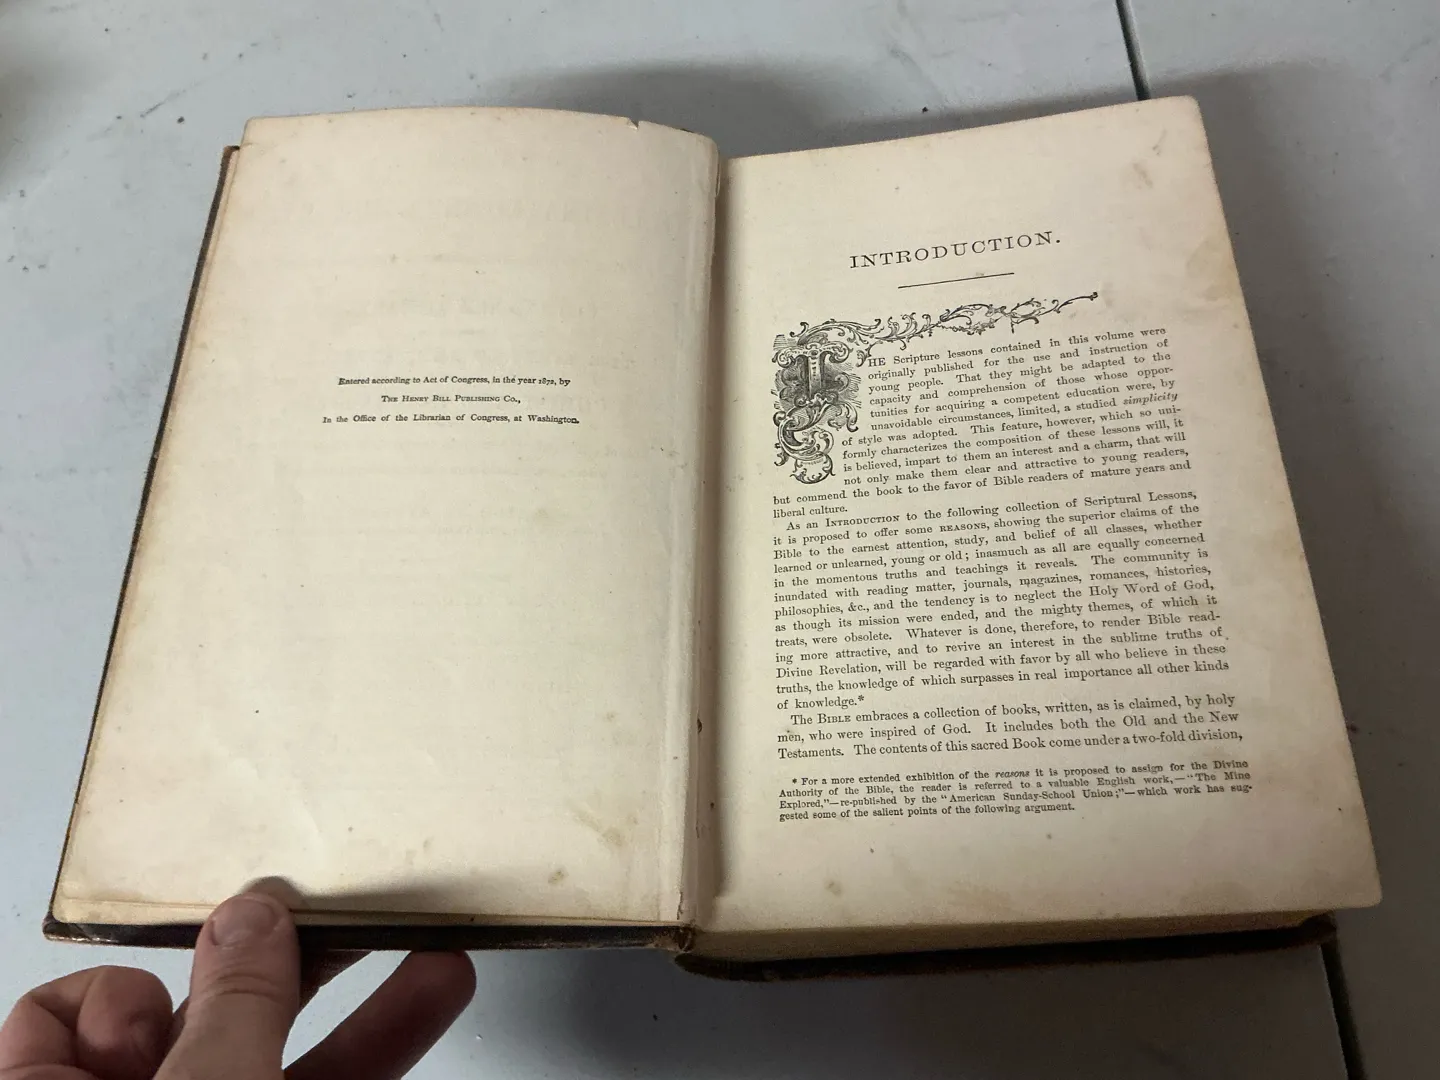 Entered according to Act of Congress, in the year 1872, by
THE HENRY BILL PUBLISHING CO.,
In the Office of the Librarian of Congress, at Washington.
INTRODUCTION.
THE Scripture lessons contained in this volume were
originally published for the use and instruction of
young people. That they might be adapted to the
capacity and comprehension of those whose oppor-
tunities for acquiring a competent education were, by
unavoidable circumstances, limited, a studied simplicity
of style was adopted. This feature, however, which so uni-
formly characterizes the composition of these lessons will, it
is believed, impart to them an interest and a charm, that will
not only make them clear and attractive to young readers,
but commend the book to the favor of Bible readers of mature years and
liberal culture.
As an INTRODUCTION to the following collection of Scriptural Lessons,
it is proposed to offer some REASONS, showing the superior claims of the
Bible to the earnest attention, study, and belief of all classes, whether
learned or unlearned, young or old; inasmuch as all are equally concerned
in the momentous truths and teachings it reveals. The community is
inundated with reading matter, journals, magazines, romances, histories,
philosophies, &c., and the tendency is to neglect the Holy Word of God,
as though its mission were ended, and the mighty themes, of which it
treats, were obsolete. Whatever is done, therefore, to render Bible read-
ing more attractive, and to revive an interest in the sublime truths of
Divine Revelation, will be regarded with favor by all who believe in these
truths, the knowledge of which surpasses in real importance all other kinds
of knowledge.*
The BIBLE embraces a collection of books, written, as is claimed, by holy
men, who were inspired of God. It includes both the Old and the New
Testaments. The contents of this sacred Book come under a two-fold division,
* For a more extended exhibition of the reasons it is proposed to assign for the Divine
Authority of the Bible, the reader is referred to a valuable English work,—"The Mine
Explored,"—re-published by the "American Sunday-School Union;"—which work has sug-
gested some of the salient points of the following argument.